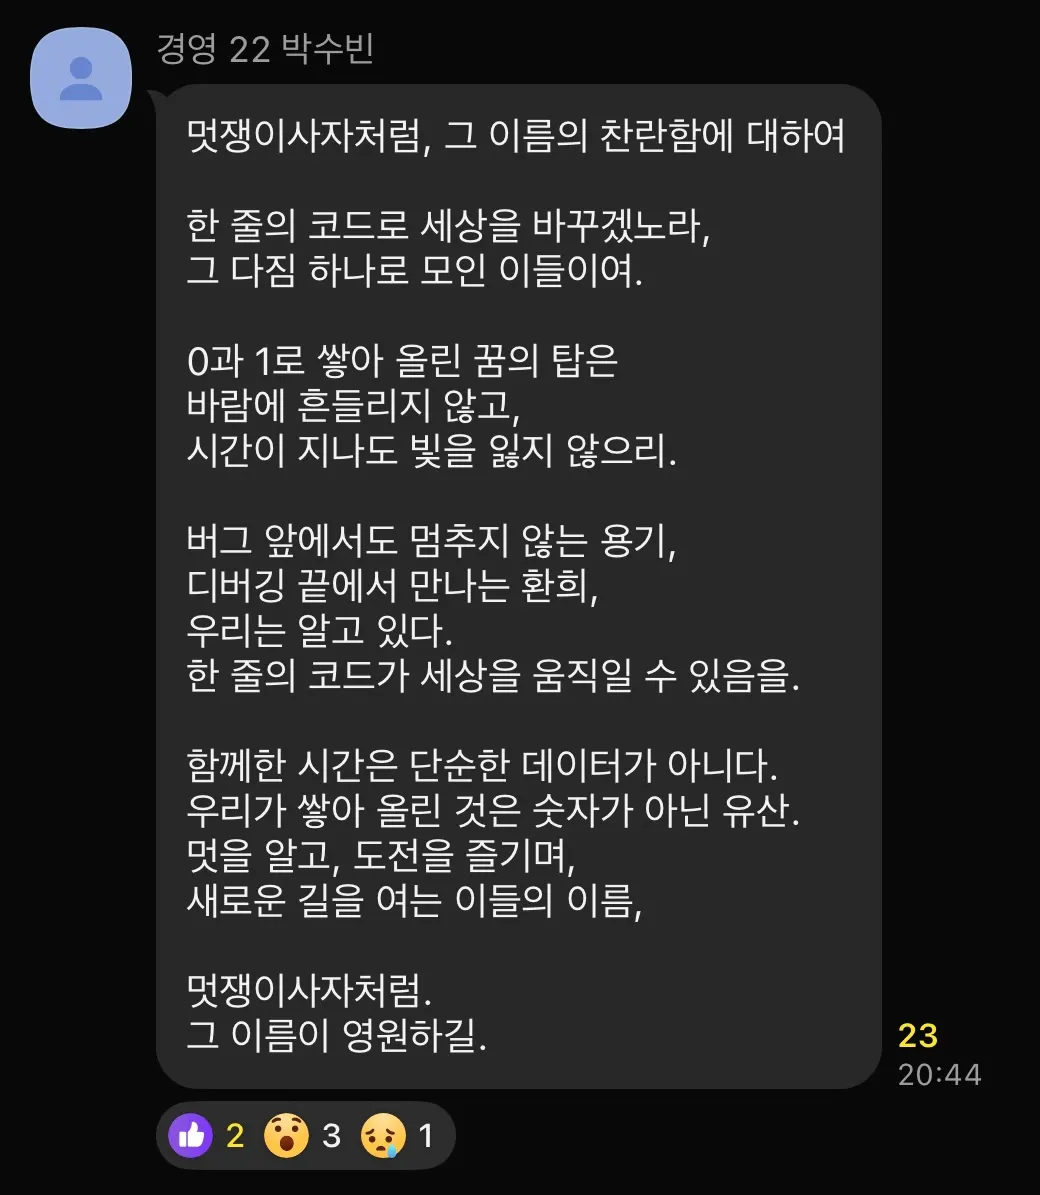 경영 22 박수빈
멋쟁이사자처럼, 그 이름의 찬란함에 대하여
한 줄의 코드로 세상을 바꾸겠노라,
그 다짐 하나로 모인 이들이여.
0과 1로 쌓아 올린 꿈의 탑은
바람에 흔들리지 않고,
시간이 지나도 빛을 잃지 않으리.
버그 앞에서도 멈추지 않는 용기,
디버깅 끝에서 만나는 환희,
우리는 알고 있다.
한 줄의 코드가 세상을 움직일 수 있음을.
함께한 시간은 단순한 데이터가 아니다.
우리가 쌓아 올린 것은 숫자가 아닌 유산.
멋을 알고, 도전을 즐기며,
새로운 길을 여는 이들의 이름,
멋쟁이사자처럼.
그 이름이 영원하길.
23
20:44
2 3 1